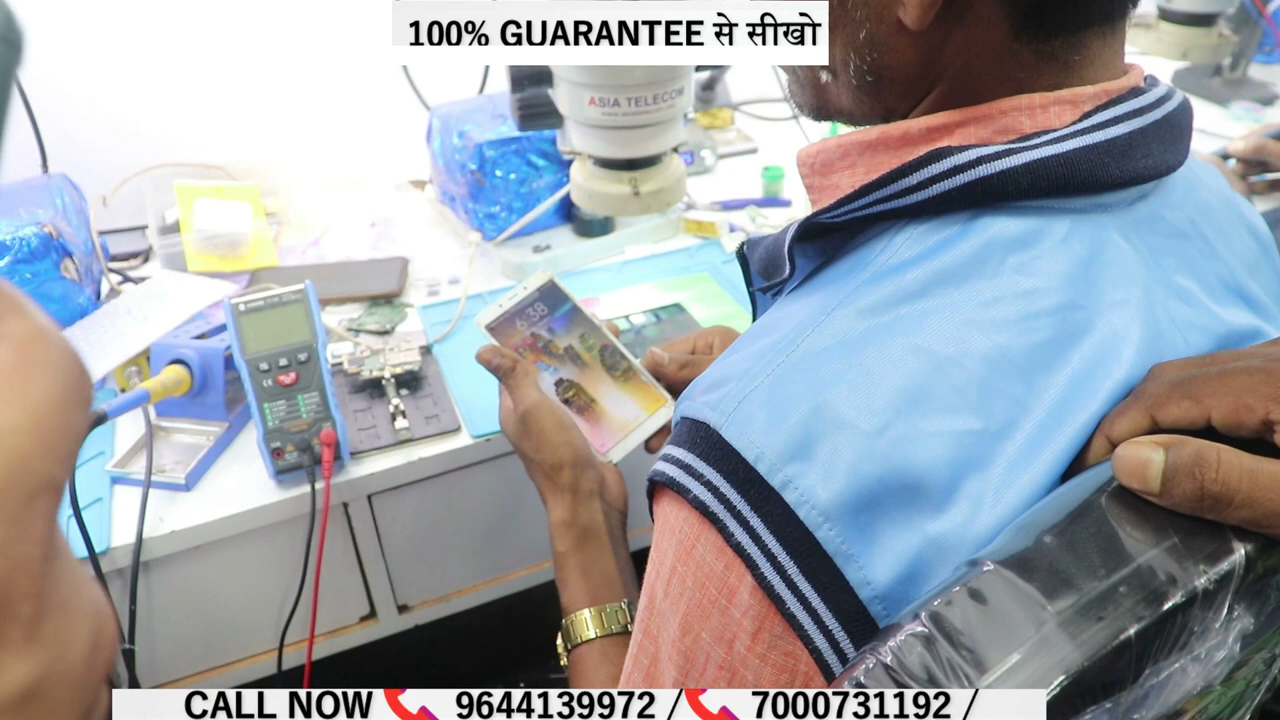 100% GUARANTEE से सीखो
ASIA TELECOM
6:38
CALL NOW 9644139972 / 7000731192 /